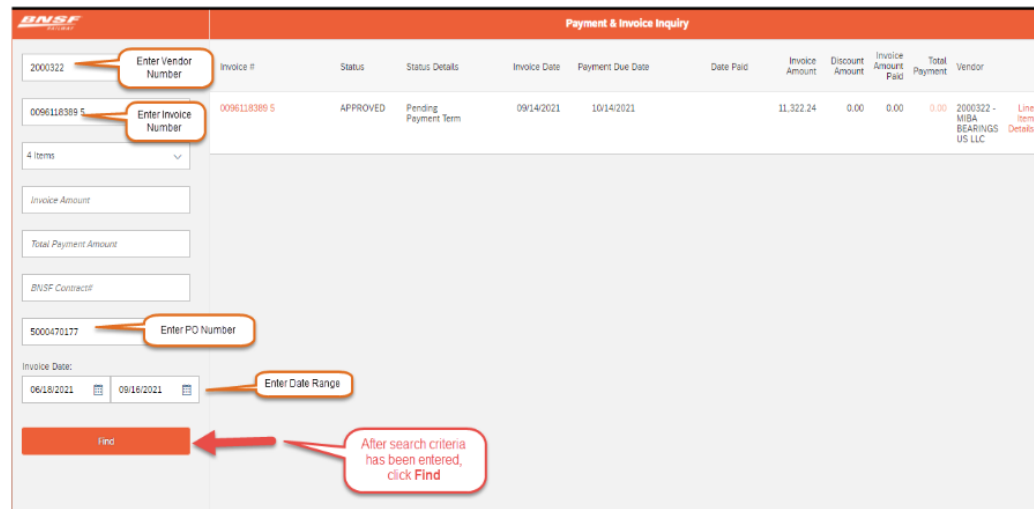 BNSF
RAILWAY
Payment & Invoice Inquiry
2000322
Enter Vendor
Number
0096118389 5
Enter Invoice
Number
4 Items
Invoice Amount
Total Payment Amount
BNSF Contract#
5000470177
Enter PO Number
Invoice Date:
06/18/2021
09/16/2021
Enter Date Range
Find
After search criteria
has been entered,
click Find
Invoice #
Status
Status Details
Invoice Date
Payment Due Date
Date Paid
Invoice
Amount
Discount
Amount
Invoice
Amount
Paid
Total
Payment
Vendor
0096118389 5
APPROVED
Pending
Payment Term
09/14/2021
10/14/2021
11,322.24
0.00
0.00
0.00
2000322 -
MIBA
BEARINGS
US LLC
Line
Item
Details